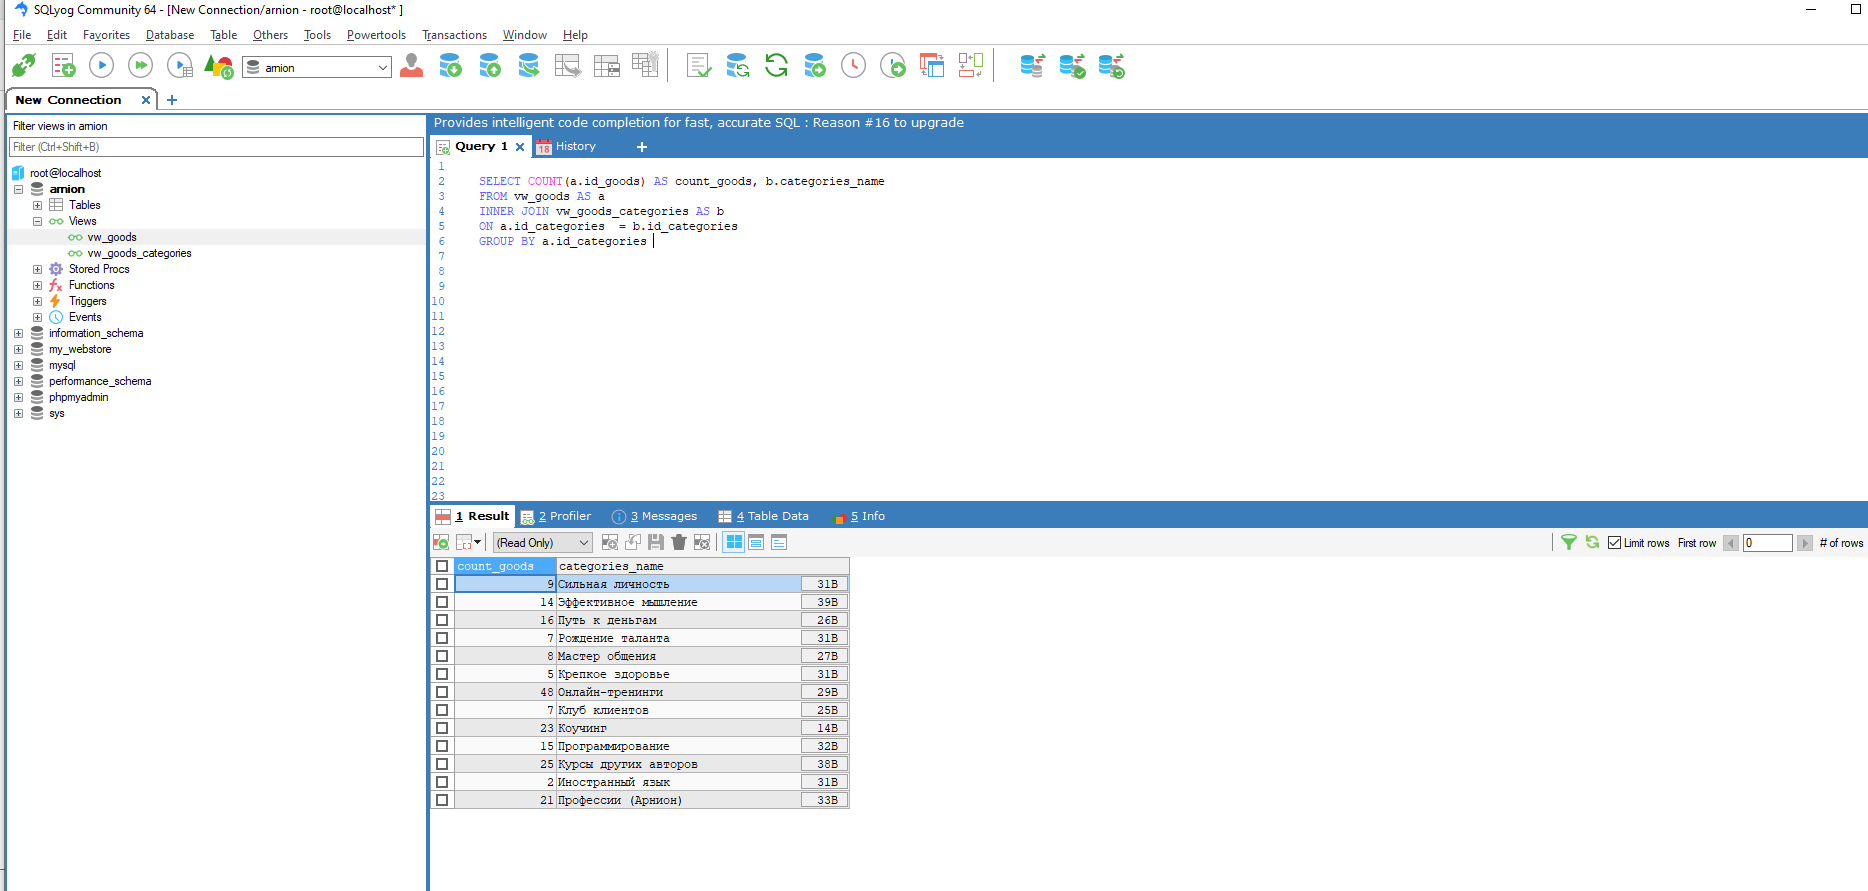 SQLyog Community 64 - [New Connection/arnion - root@localhost* ]
File Edit Favorites Database Table Others Tools Powertools Transactions Window Help
arnion
New Connection
Filter views in arnion
Filter (Ctrl+Shift+B)
root@localhost
arnion
Tables
Views
vw_goods
vw_goods_categories
Stored Procs
Functions
Triggers
Events
information_schema
my_webstore
mysql
performance_schema
phpmyadmin
sys
Provides intelligent code completion for fast, accurate SQL : Reason #16 to upgrade
Query 1 18 History
1
2 SELECT COUNT(a.id_goods) AS count_goods, b.categories_name
3 FROM vw_goods AS a
4 INNER JOIN vw_goods_categories AS b
5 ON a.id_categories = b.id_categories
6 GROUP BY a.id_categories
7
8
9
10
11
12
13
14
15
16
17
18
19
20
21
22
23
1 Result 2 Profiler 3 Messages 4 Table Data 5 Info
(Read Only) Limit rows First row 0 # of rows
count_goods categories_name
9 Сильная личность 31B
14 Эффективное мышление 39B
16 Путь к деньгам 26B
7 Рождение таланта 31B
8 Мастер общения 27B
5 Крепкое здоровье 31B
48 Онлайн-тренинги 29B
7 Клуб клиентов 25B
23 Коучинг 14B
15 Программирование 32B
25 Курсы других авторов 38B
2 Иностранный язык 31B
21 Профессии (Арнион) 33B